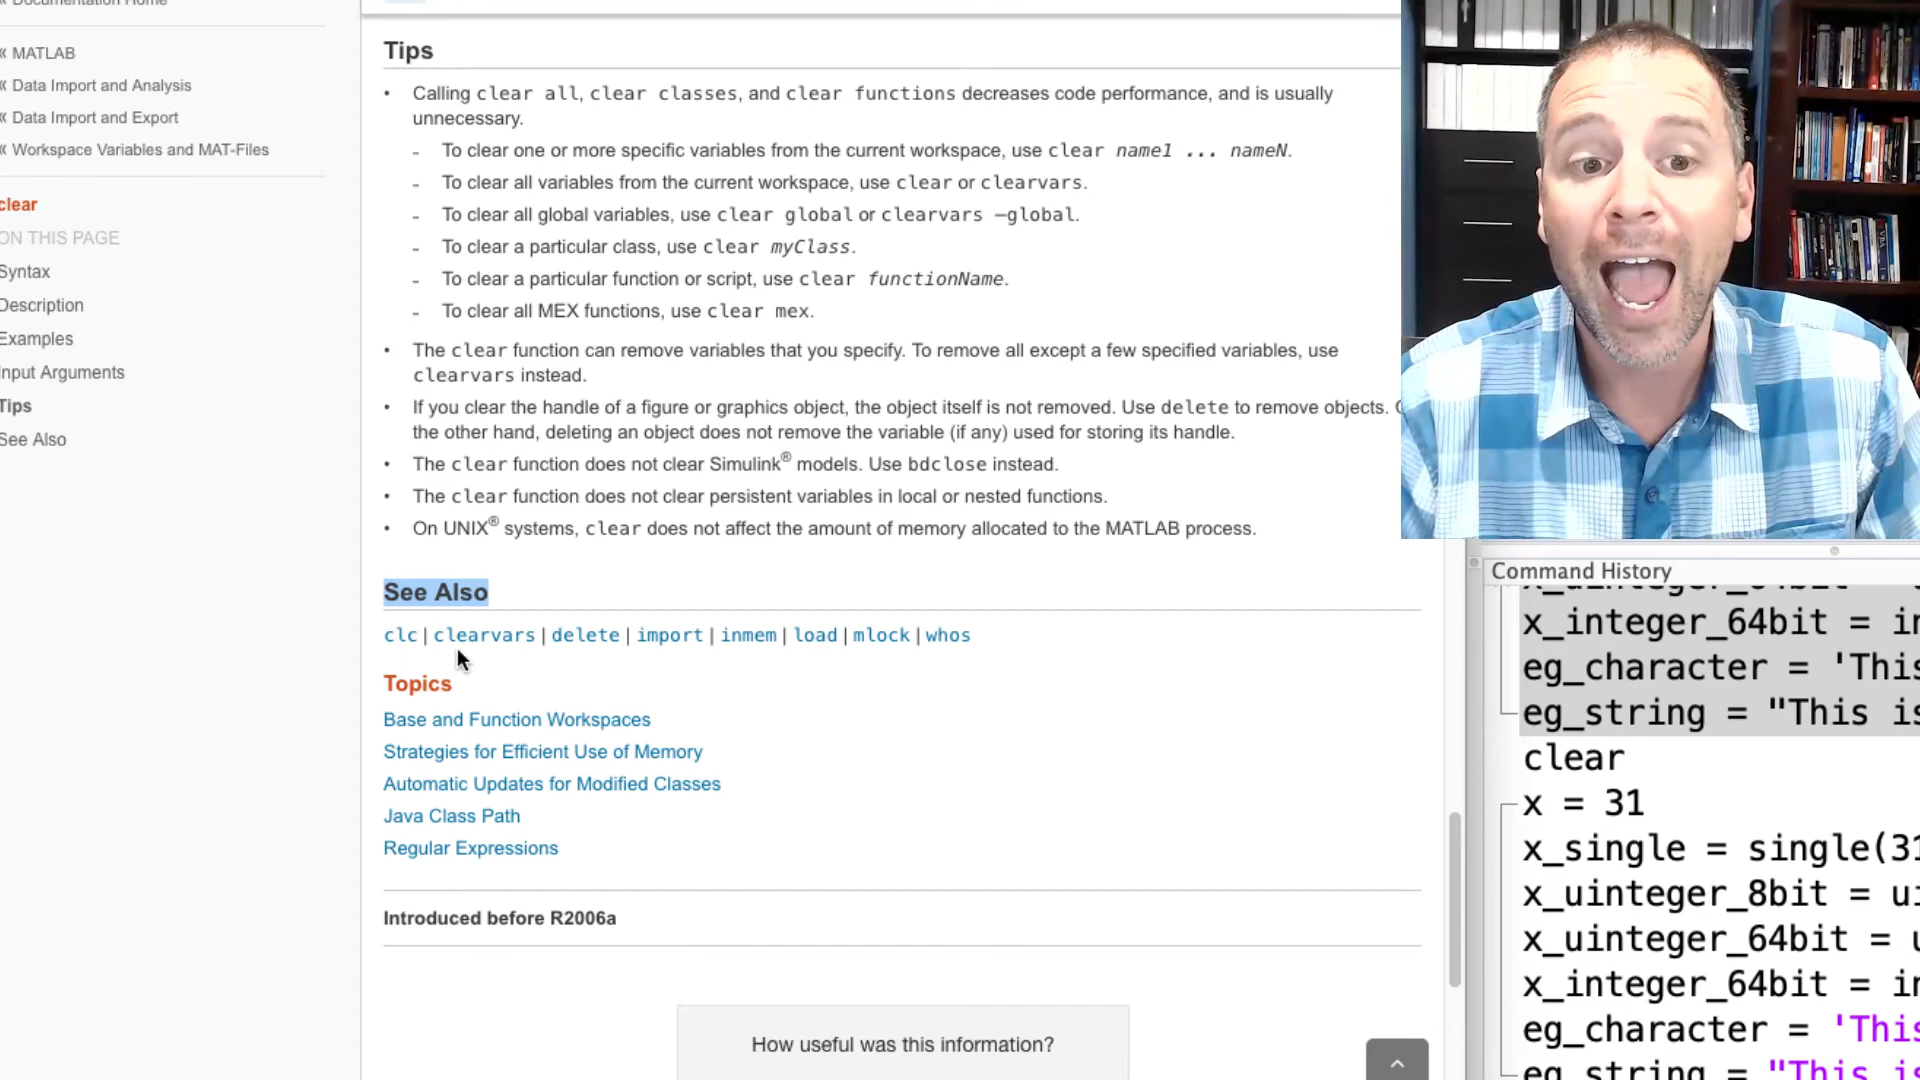 Documentation Home
« MATLAB
« Data Import and Analysis
« Data Import and Export
« Workspace Variables and MAT-Files
clear
ON THIS PAGE
Syntax
Description
Examples
Input Arguments
Tips
See Also
Tips
• Calling clear all, clear classes, and clear functions decreases code performance, and is usually
unnecessary.
- To clear one or more specific variables from the current workspace, use clear name1 ... nameN.
- To clear all variables from the current workspace, use clear or clearvars.
- To clear all global variables, use clear global or clearvars –global.
- To clear a particular class, use clear myClass.
- To clear a particular function or script, use clear functionName.
- To clear all MEX functions, use clear mex.
• The clear function can remove variables that you specify. To remove all except a few specified variables, use
clearvars instead.
• If you clear the handle of a figure or graphics object, the object itself is not removed. Use delete to remove objects.
the other hand, deleting an object does not remove the variable (if any) used for storing its handle.
• The clear function does not clear Simulink® models. Use bdclose instead.
• The clear function does not clear persistent variables in local or nested functions.
• On UNIX® systems, clear does not affect the amount of memory allocated to the MATLAB process.
See Also
clc | clearvars | delete | import | inmem | load | mlock | whos
Topics
Base and Function Workspaces
Strategies for Efficient Use of Memory
Automatic Updates for Modified Classes
Java Class Path
Regular Expressions
Introduced before R2006a
How useful was this information?
Command History
x_integer_64bit = in
eg_character = 'This
eg_string = "This is
clear
x = 31
x_single = single(31
x_uinteger_8bit = ui
x_uinteger_64bit = u
x_integer_64bit = in
eg_character = 'This
eg_string = "This is